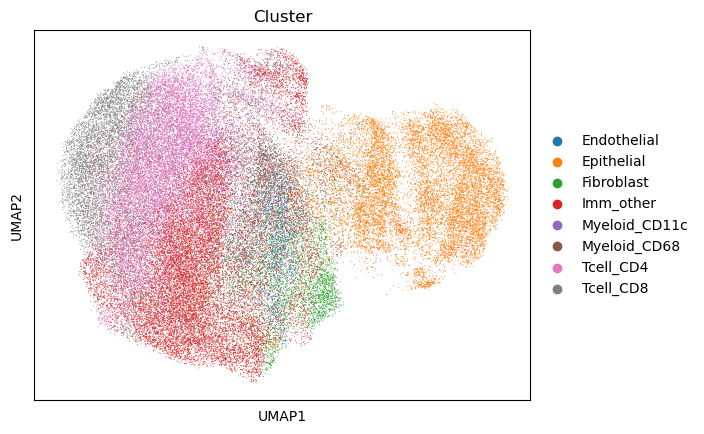 Cluster
UMAP2
UMAP1
Endothelial
Epithelial
Fibroblast
Imm_other
Myeloid_CD11c
Myeloid_CD68
Tcell_CD4
Tcell_CD8